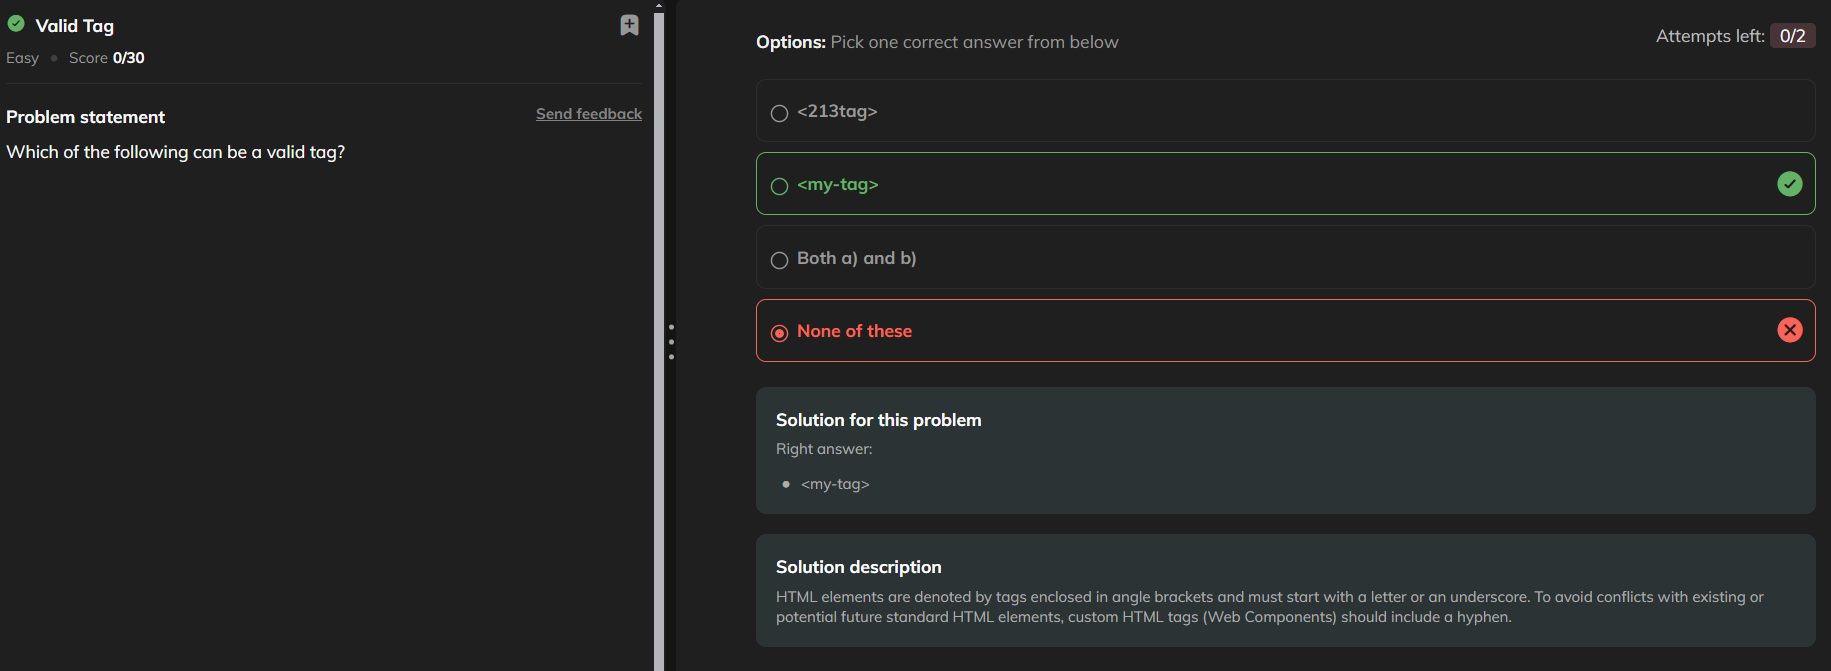 Valid Tag
Easy • Score 0/30
Problem statement
Send feedback
Which of the following can be a valid tag?
Options: Pick one correct answer from below
Attempts left: 0/2
<213tag>
<my-tag>
Both a) and b)
None of these
Solution for this problem
Right answer:
• <my-tag>
Solution description
HTML elements are denoted by tags enclosed in angle brackets and must start with a letter or an underscore. To avoid conflicts with existing or
potential future standard HTML elements, custom HTML tags (Web Components) should include a hyphen.